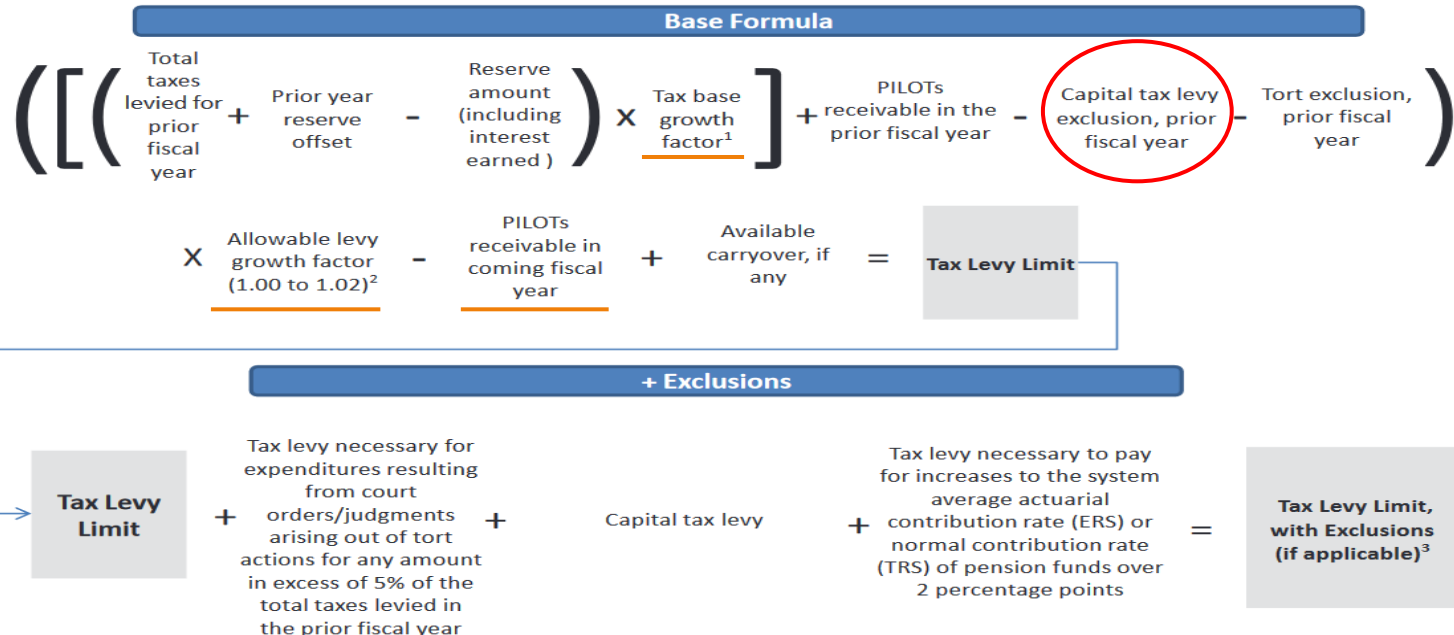 Base Formula
( [ ( Total taxes levied for prior fiscal year + Prior year reserve offset - Reserve amount (including interest earned ) ) x Tax base growth factor¹ ] + PILOTs receivable in the prior fiscal year - Capital tax levy exclusion, prior fiscal year - Tort exclusion, prior fiscal year )
x Allowable levy growth factor (1.00 to 1.02)² - PILOTs receivable in coming fiscal year + Available carryover, if any = Tax Levy Limit
+ Exclusions
Tax Levy Limit + Tax levy necessary for expenditures resulting from court orders/judgments arising out of tort actions for any amount in excess of 5% of the total taxes levied in the prior fiscal year + Capital tax levy + Tax levy necessary to pay for increases to the system average actuarial contribution rate (ERS) or normal contribution rate (TRS) of pension funds over 2 percentage points = Tax Levy Limit, with Exclusions (if applicable)³